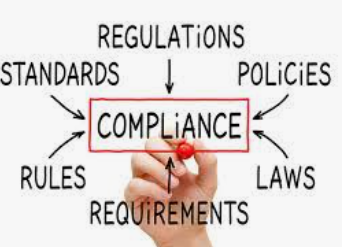 REGULATiONS
STANDARDS
POLiCiES
COMPLiANCE
RULES
LAWS
REQUiREMENTS